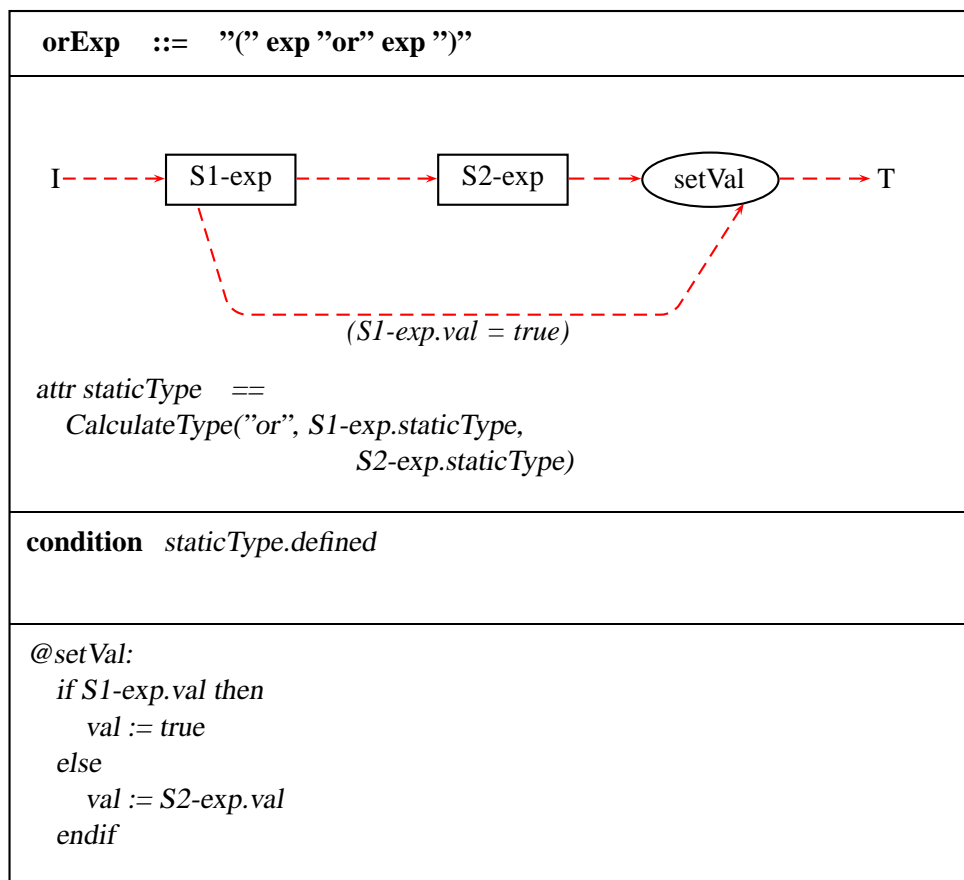 orExp ::= ”(” exp ”or” exp ”)”
I S1-exp S2-exp setVal T
(S1-exp.val = true)
attr staticType ==
CalculateType(”or”, S1-exp.staticType,
S2-exp.staticType)
condition staticType.defined
@setVal:
if S1-exp.val then
val := true
else
val := S2-exp.val
endif